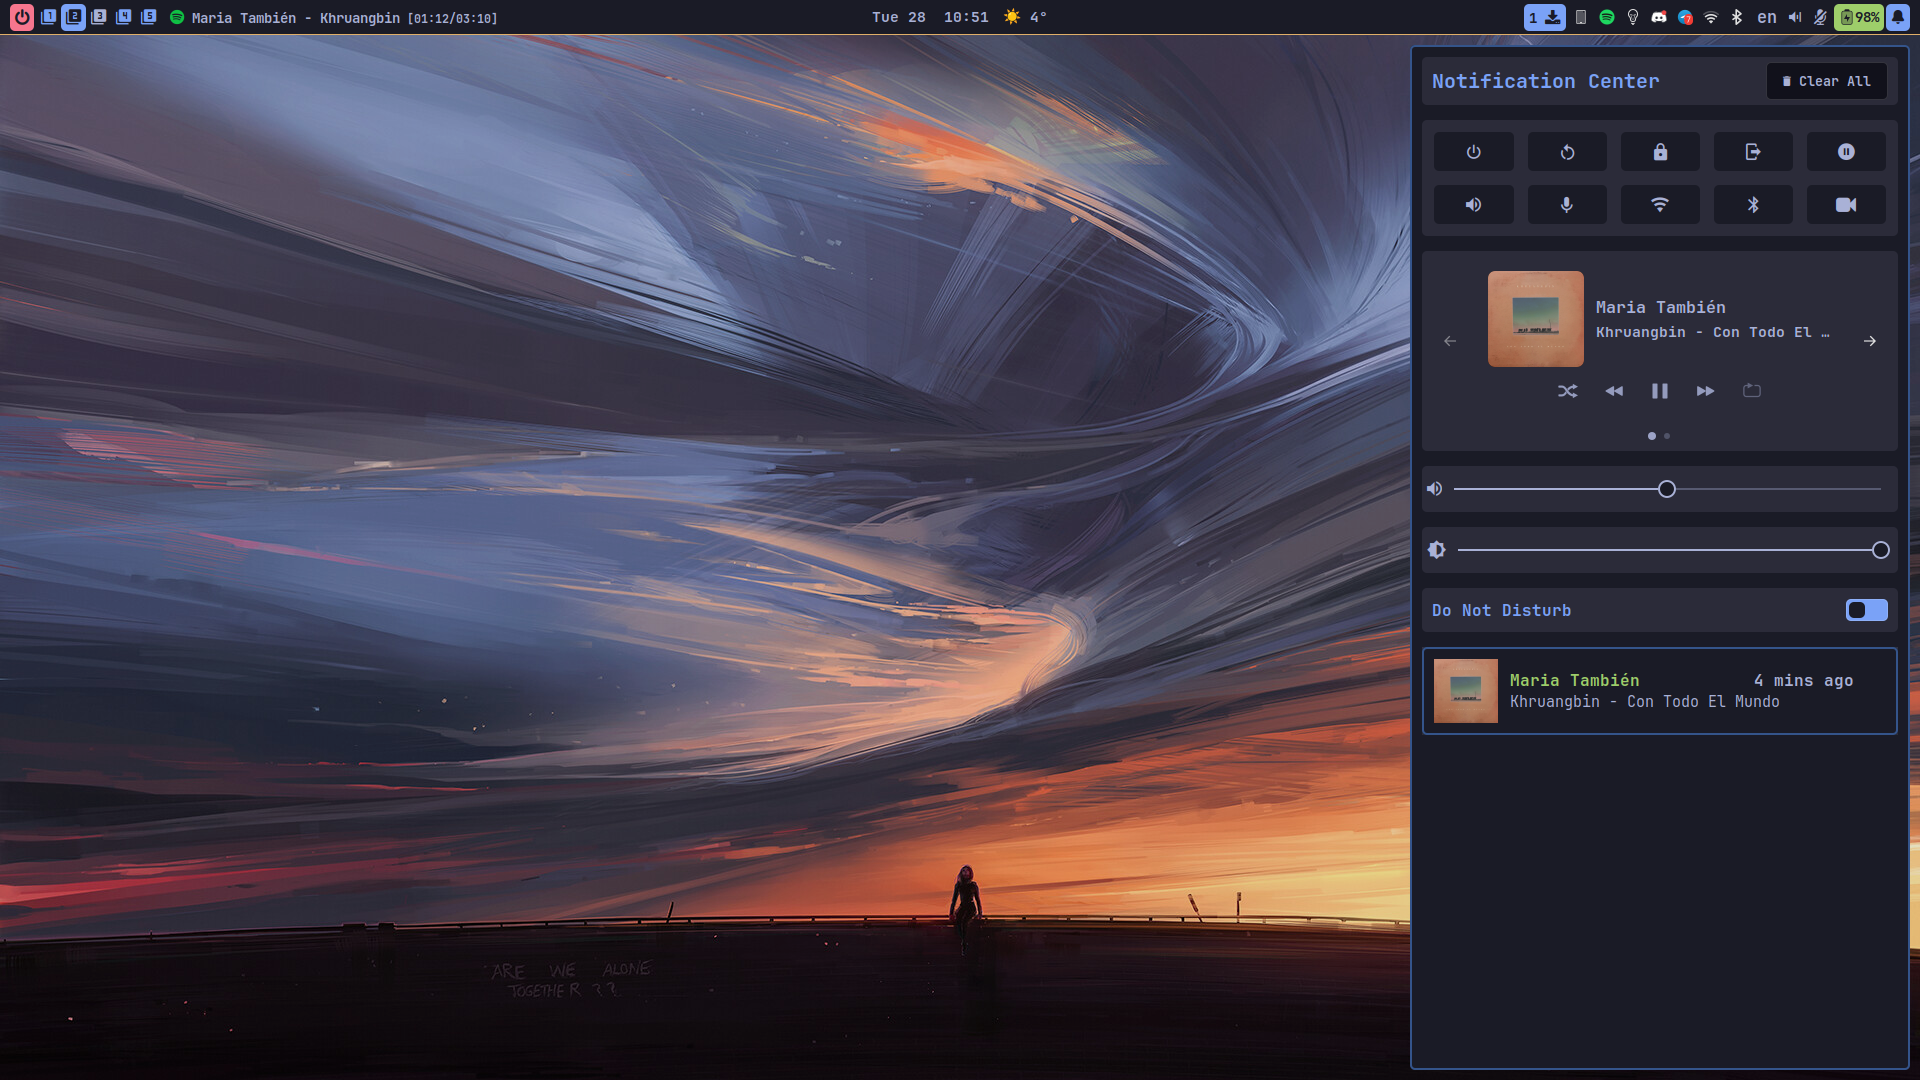 1
2
3
4
5
Maria También - Khruangbin [01:12/03:10]
Tue 28 10:51 4°
1
7
en
98%
Notification Center
Clear All
Maria También
Khruangbin - Con Todo El …
Do Not Disturb
Maria También
4 mins ago
Khruangbin - Con Todo El Mundo
ARE WE ALONE
TOGETHER ??